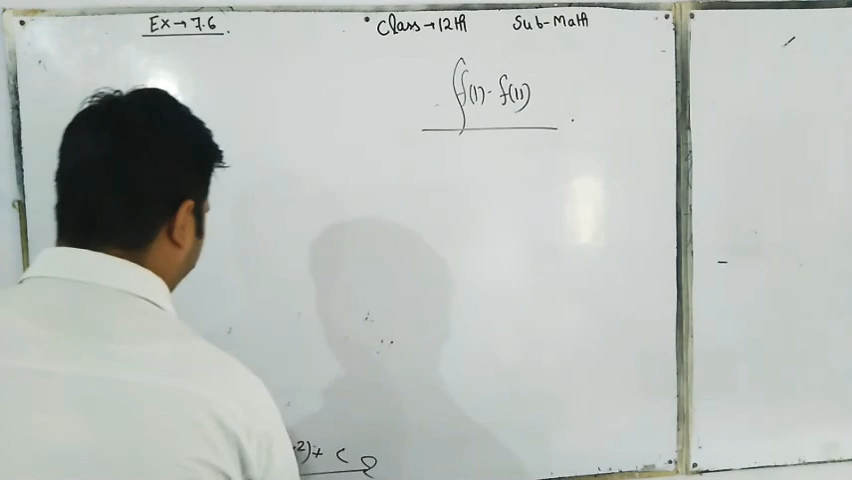 Ex→7.6. Class→12th Sub-Math
∫f(1)-f(11)
2)+ C